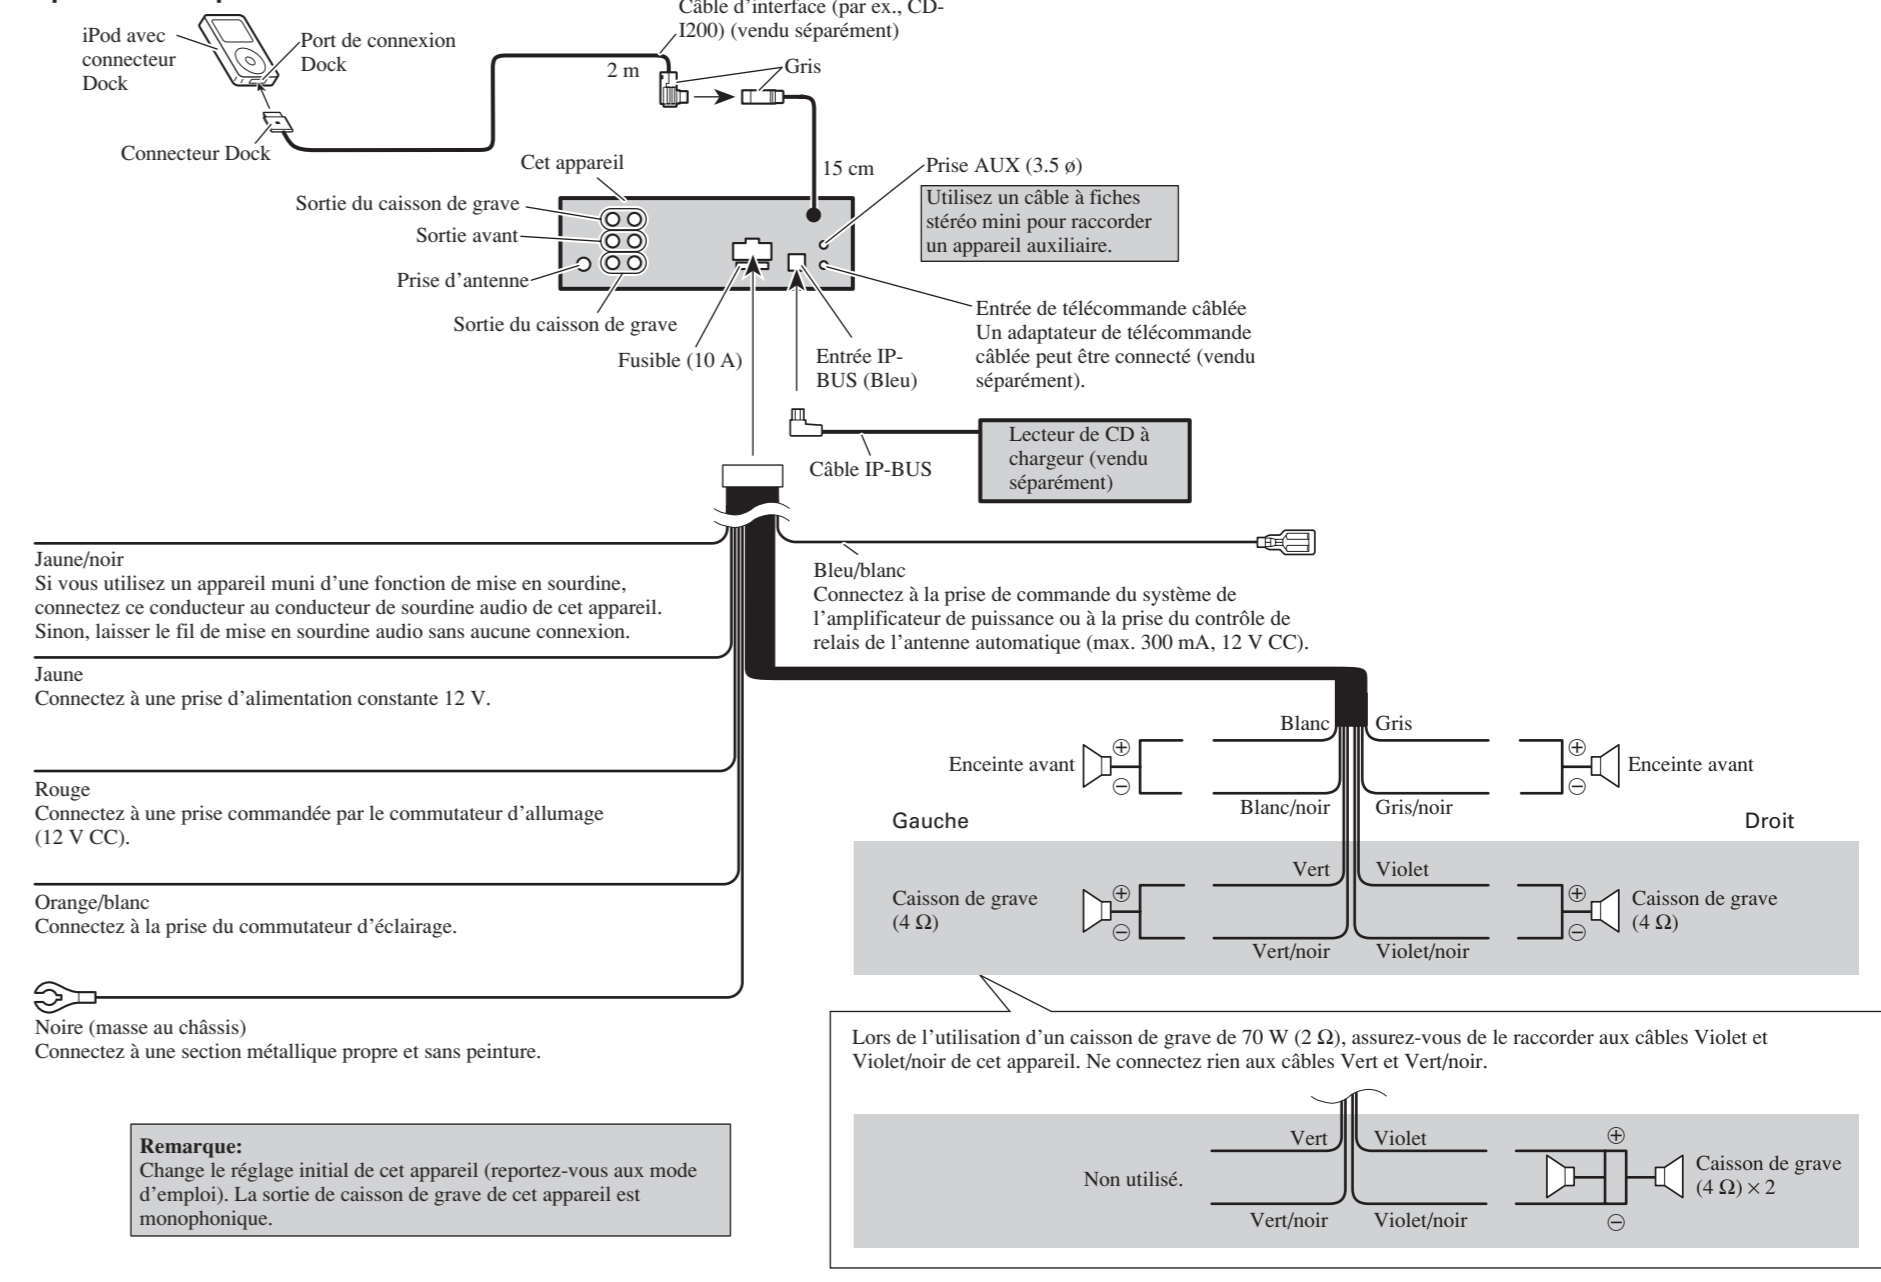 Câble d'interface (par ex., CD-
I200) (vendu séparément)
iPod avec
connecteur
Dock
Port de connexion
Dock
2 m
Gris
Connecteur Dock
Cet appareil
15 cm
Prise AUX (3.5 ø)
Utilisez un câble à fiches
stéréo mini pour raccorder
un appareil auxiliaire.
Sortie du caisson de grave
Sortie avant
Prise d'antenne
Sortie du caisson de grave
Fusible (10 A)
Entrée IP-
BUS (Bleu)
Entrée de télécommande câblée
Un adaptateur de télécommande
câblée peut être connecté (vendu
séparément).
Câble IP-BUS
Lecteur de CD à
chargeur (vendu
séparément)
Jaune/noir
Si vous utilisez un appareil muni d'une fonction de mise en sourdine,
connectez ce conducteur au conducteur de sourdine audio de cet appareil.
Sinon, laisser le fil de mise en sourdine audio sans aucune connexion.
Bleu/blanc
Connectez à la prise de commande du système de
l'amplificateur de puissance ou à la prise du contrôle de
relais de l'antenne automatique (max. 300 mA, 12 V CC).
Jaune
Connectez à une prise d'alimentation constante 12 V.
Rouge
Connectez à une prise commandée par le commutateur d'allumage
(12 V CC).
Orange/blanc
Connectez à la prise du commutateur d'éclairage.
Noire (masse au châssis)
Connectez à une section métallique propre et sans peinture.
Blanc
Gris
Enceinte avant
+
−
+
−
Enceinte avant
Blanc/noir
Gris/noir
Gauche
Droit
Vert
Violet
Caisson de grave
(4 Ω)
+
−
+
−
Caisson de grave
(4 Ω)
Vert/noir
Violet/noir
Lors de l'utilisation d'un caisson de grave de 70 W (2 Ω), assurez-vous de le raccorder aux câbles Violet et
Violet/noir de cet appareil. Ne connectez rien aux câbles Vert et Vert/noir.
Vert
Violet
+
Non utilisé.
Caisson de grave
(4 Ω) × 2
Vert/noir
Violet/noir
−
Remarque:
Change le réglage initial de cet appareil (reportez-vous aux mode
d'emploi). La sortie de caisson de grave de cet appareil est
monophonique.